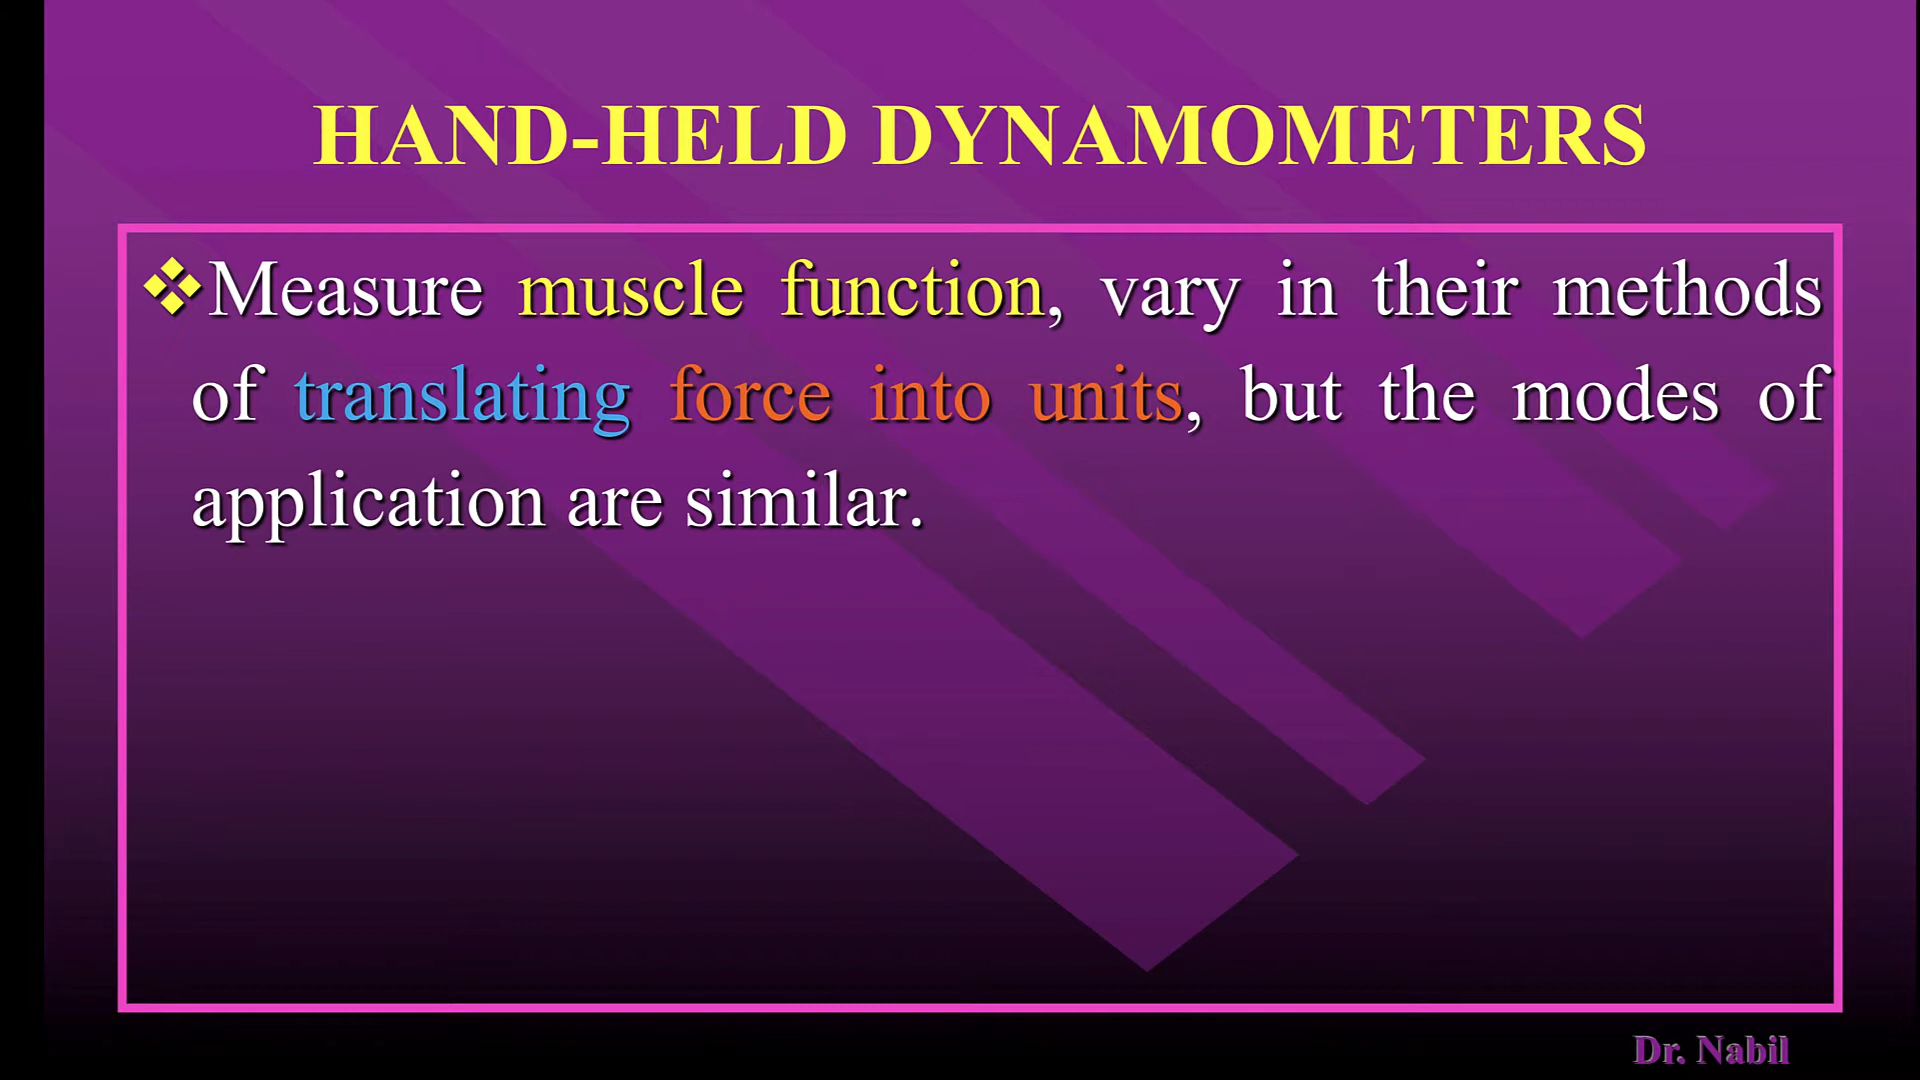 HAND-HELD DYNAMOMETERS
❖Measure muscle function, vary in their methods
of translating force into units, but the modes of
application are similar.
Dr. Nabil